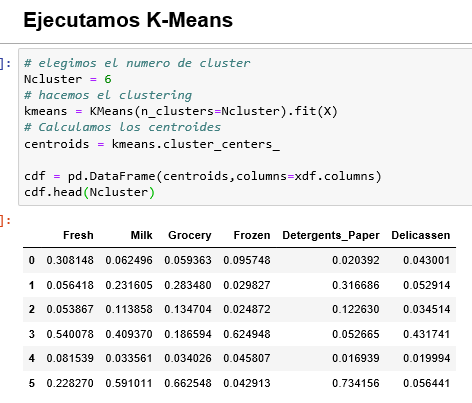 Ejecutamos K-Means
]: # elegimos el numero de cluster
Ncluster = 6
# hacemos el clustering
kmeans = KMeans(n_clusters=Ncluster).fit(X)
# Calculamos los centroides
centroids = kmeans.cluster_centers_
cdf = pd.DataFrame(centroids,columns=xdf.columns)
cdf.head(Ncluster)
]:
Fresh Milk Grocery Frozen Detergents_Paper Delicassen
0 0.308148 0.062496 0.059363 0.095748 0.020392 0.043001
1 0.056418 0.231605 0.283480 0.029827 0.316686 0.052914
2 0.053867 0.113858 0.134704 0.024872 0.122630 0.034514
3 0.540078 0.409370 0.186594 0.624948 0.052665 0.431741
4 0.081539 0.033561 0.034026 0.045807 0.016939 0.019994
5 0.228270 0.591011 0.662548 0.042913 0.734156 0.056441